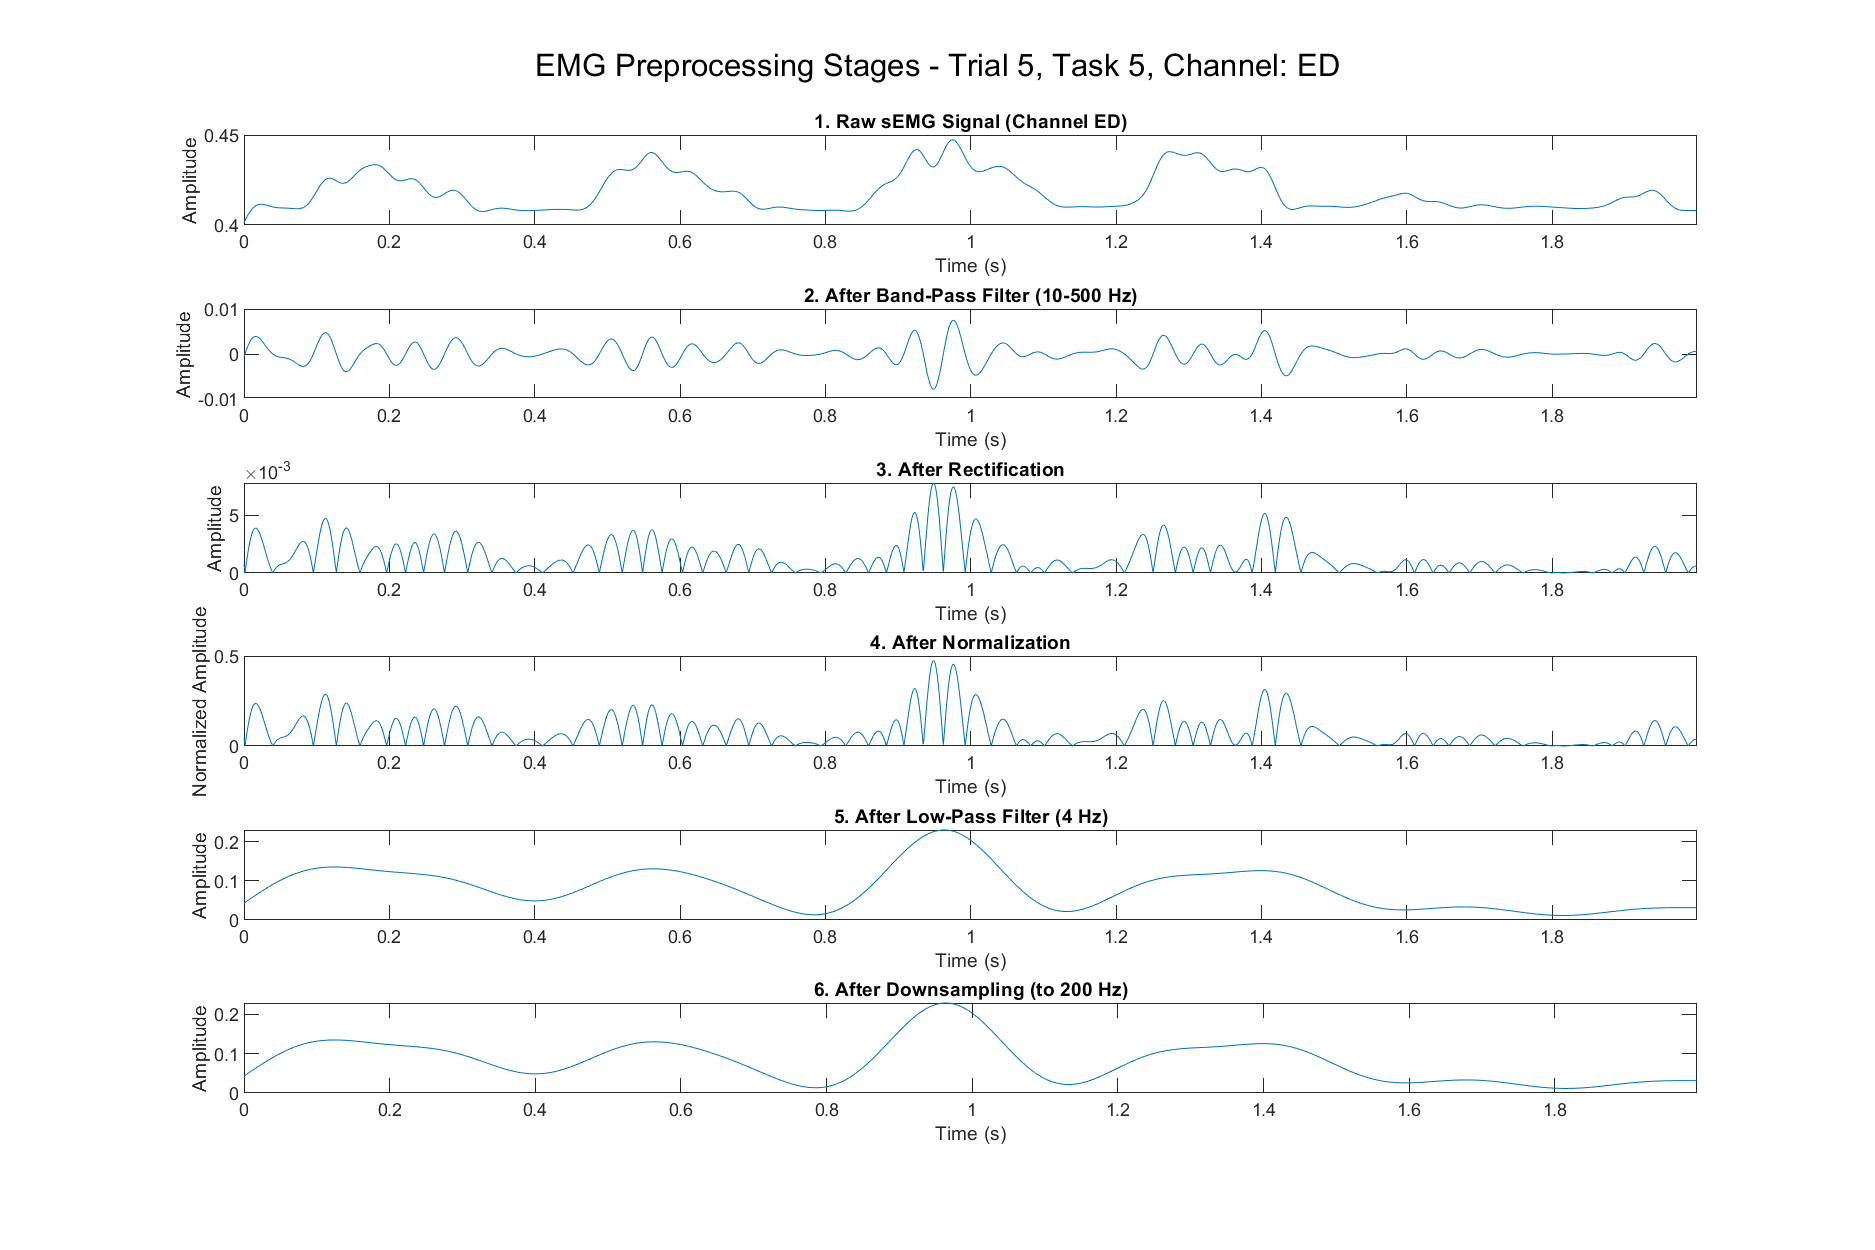 EMG Preprocessing Stages - Trial 5, Task 5, Channel: ED
1. Raw sEMG Signal (Channel ED)
Amplitude
0.45
0.4
0 0.2 0.4 0.6 0.8 1 1.2 1.4 1.6 1.8
Time (s)
2. After Band-Pass Filter (10-500 Hz)
Amplitude
0.01
0
-0.01
0 0.2 0.4 0.6 0.8 1 1.2 1.4 1.6 1.8
Time (s)
3. After Rectification
×10-3
Amplitude
5
0
0 0.2 0.4 0.6 0.8 1 1.2 1.4 1.6 1.8
Time (s)
4. After Normalization
Normalized Amplitude
0.5
0
0 0.2 0.4 0.6 0.8 1 1.2 1.4 1.6 1.8
Time (s)
5. After Low-Pass Filter (4 Hz)
Amplitude
0.2
0.1
0
0 0.2 0.4 0.6 0.8 1 1.2 1.4 1.6 1.8
Time (s)
6. After Downsampling (to 200 Hz)
Amplitude
0.2
0.1
0
0 0.2 0.4 0.6 0.8 1 1.2 1.4 1.6 1.8
Time (s)